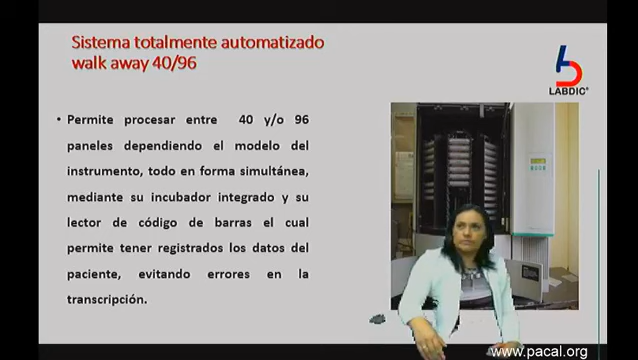 Sistema totalmente automatizado
walk away 40/96
LABDIC®
• Permite procesar entre 40 y/o 96
paneles dependiendo el modelo del
instrumento, todo en forma simultánea,
mediante su incubador integrado y su
lector de código de barras el cual
permite tener registrados los datos del
paciente, evitando errores en la
transcripción.
www.pacal.org